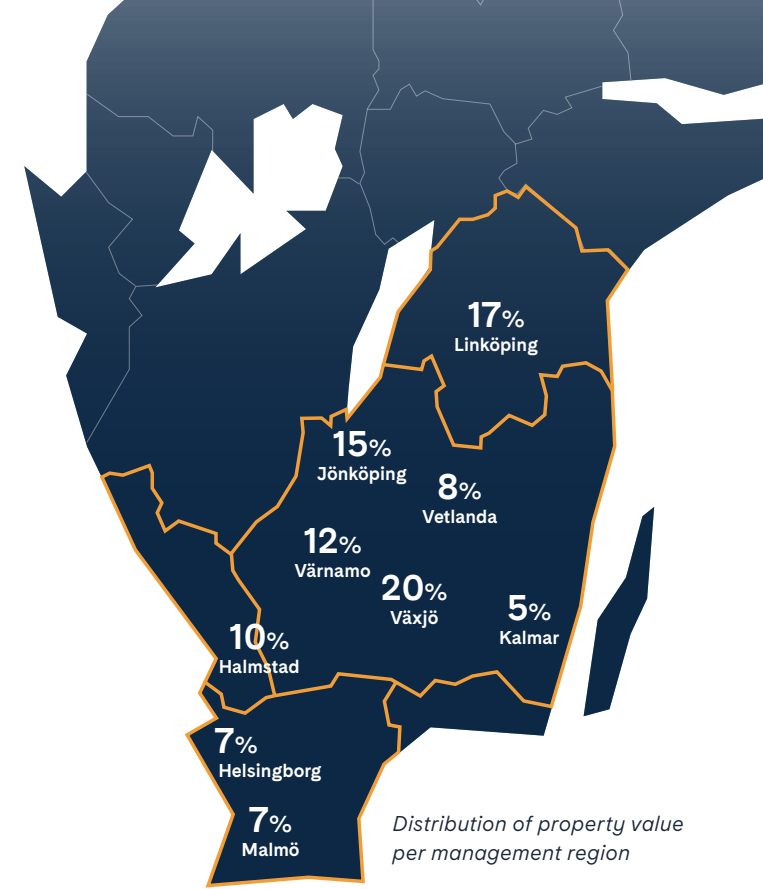 17%
Linköping
15%
Jönköping
8%
Vetlanda
12%
Värnamo
20%
Växjö
5%
Kalmar
10%
Halmstad
7%
Helsingborg
7%
Malmö
Distribution of property value
per management region